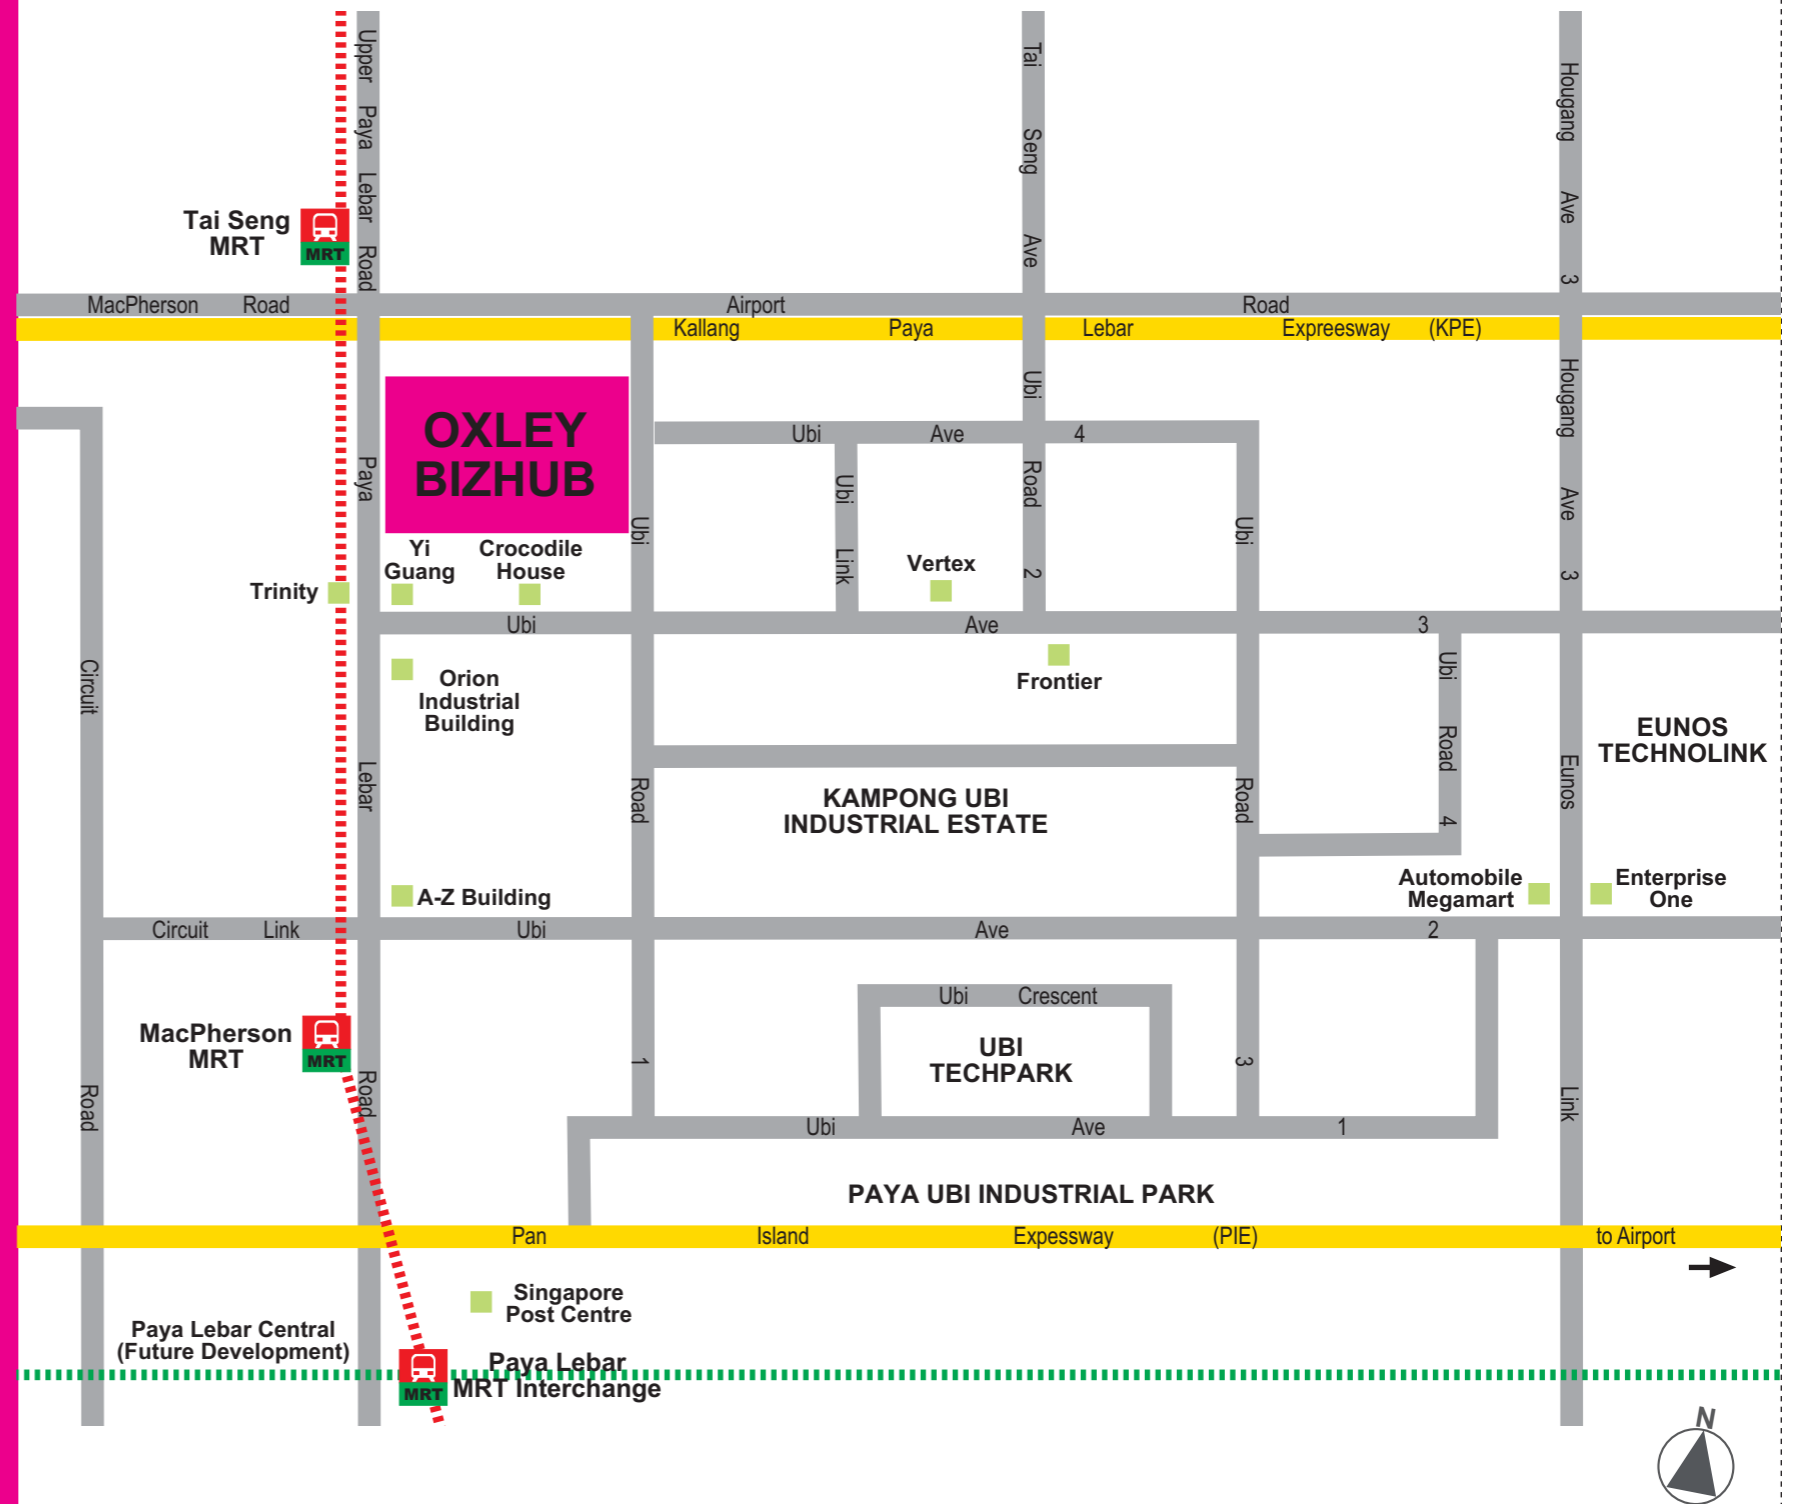 Upper Paya Lebar Road
Tai Seng Ave
Hougang Ave 3
Tai Seng
MRT
MRT
MacPherson Road
Airport Road
Kallang Paya Lebar Expreesway (KPE)
OXLEY
BIZHUB
Ubi Ave 4
Ubi Link
Ubi Road 2
Hougang Ave 3
Yi
Guang
Crocodile
House
Trinity
Vertex
Ubi Ave 3
Paya Lebar Road
Orion
Industrial
Building
Frontier
Ubi Road 4
EUNOS
TECHNOLINK
Circuit Road
Ubi Road 1
Ubi Road 3
Eunos Link
KAMPONG UBI
INDUSTRIAL ESTATE
A-Z Building
Automobile
Megamart
Enterprise
One
Circuit Link
Ubi Ave 2
Ubi Crescent
UBI
TECHPARK
MacPherson
MRT
MRT
Ubi Ave 1
PAYA UBI INDUSTRIAL PARK
Pan Island Expessway (PIE)
to Airport
Singapore
Post Centre
Paya Lebar Central
(Future Development)
Paya Lebar
MRT Interchange
MRT
N